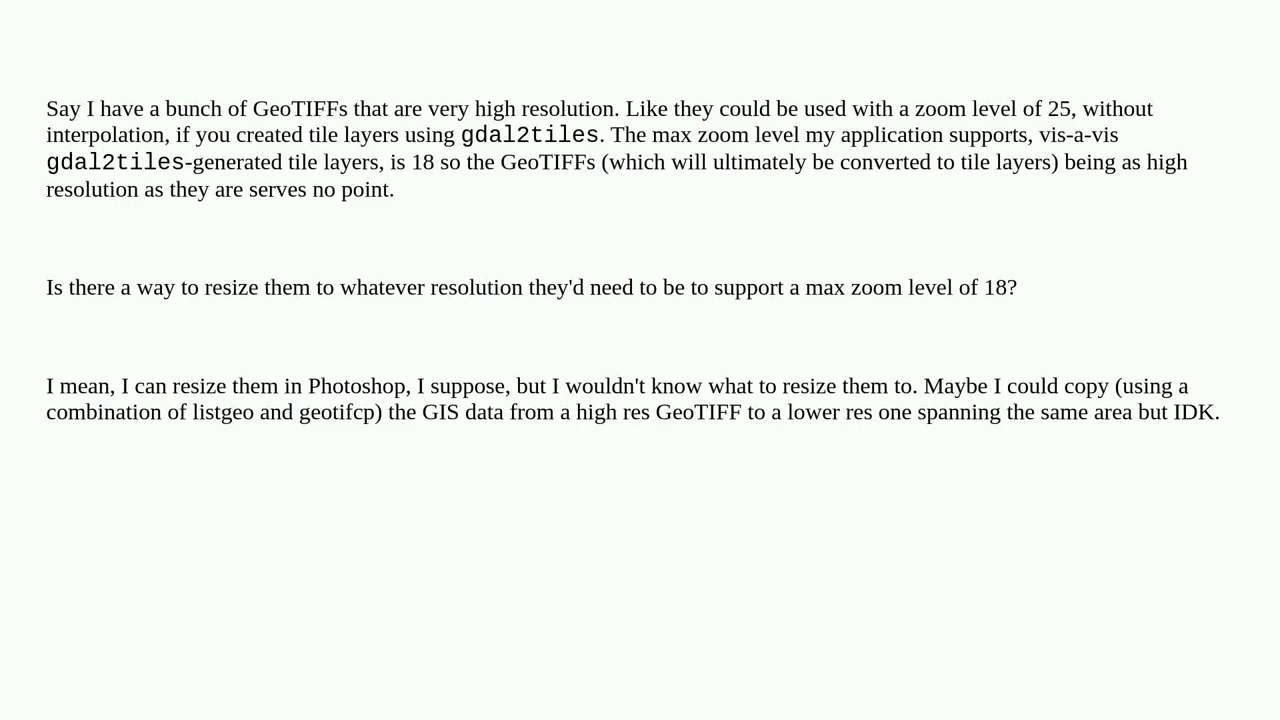 Say I have a bunch of GeoTIFFs that are very high resolution. Like they could be used with a zoom level of 25, without
interpolation, if you created tile layers using gdal2tiles. The max zoom level my application supports, vis-a-vis
gdal2tiles-generated tile layers, is 18 so the GeoTIFFs (which will ultimately be converted to tile layers) being as high
resolution as they are serves no point.
Is there a way to resize them to whatever resolution they'd need to be to support a max zoom level of 18?
I mean, I can resize them in Photoshop, I suppose, but I wouldn't know what to resize them to. Maybe I could copy (using a
combination of listgeo and geotifcp) the GIS data from a high res GeoTIFF to a lower res one spanning the same area but IDK.